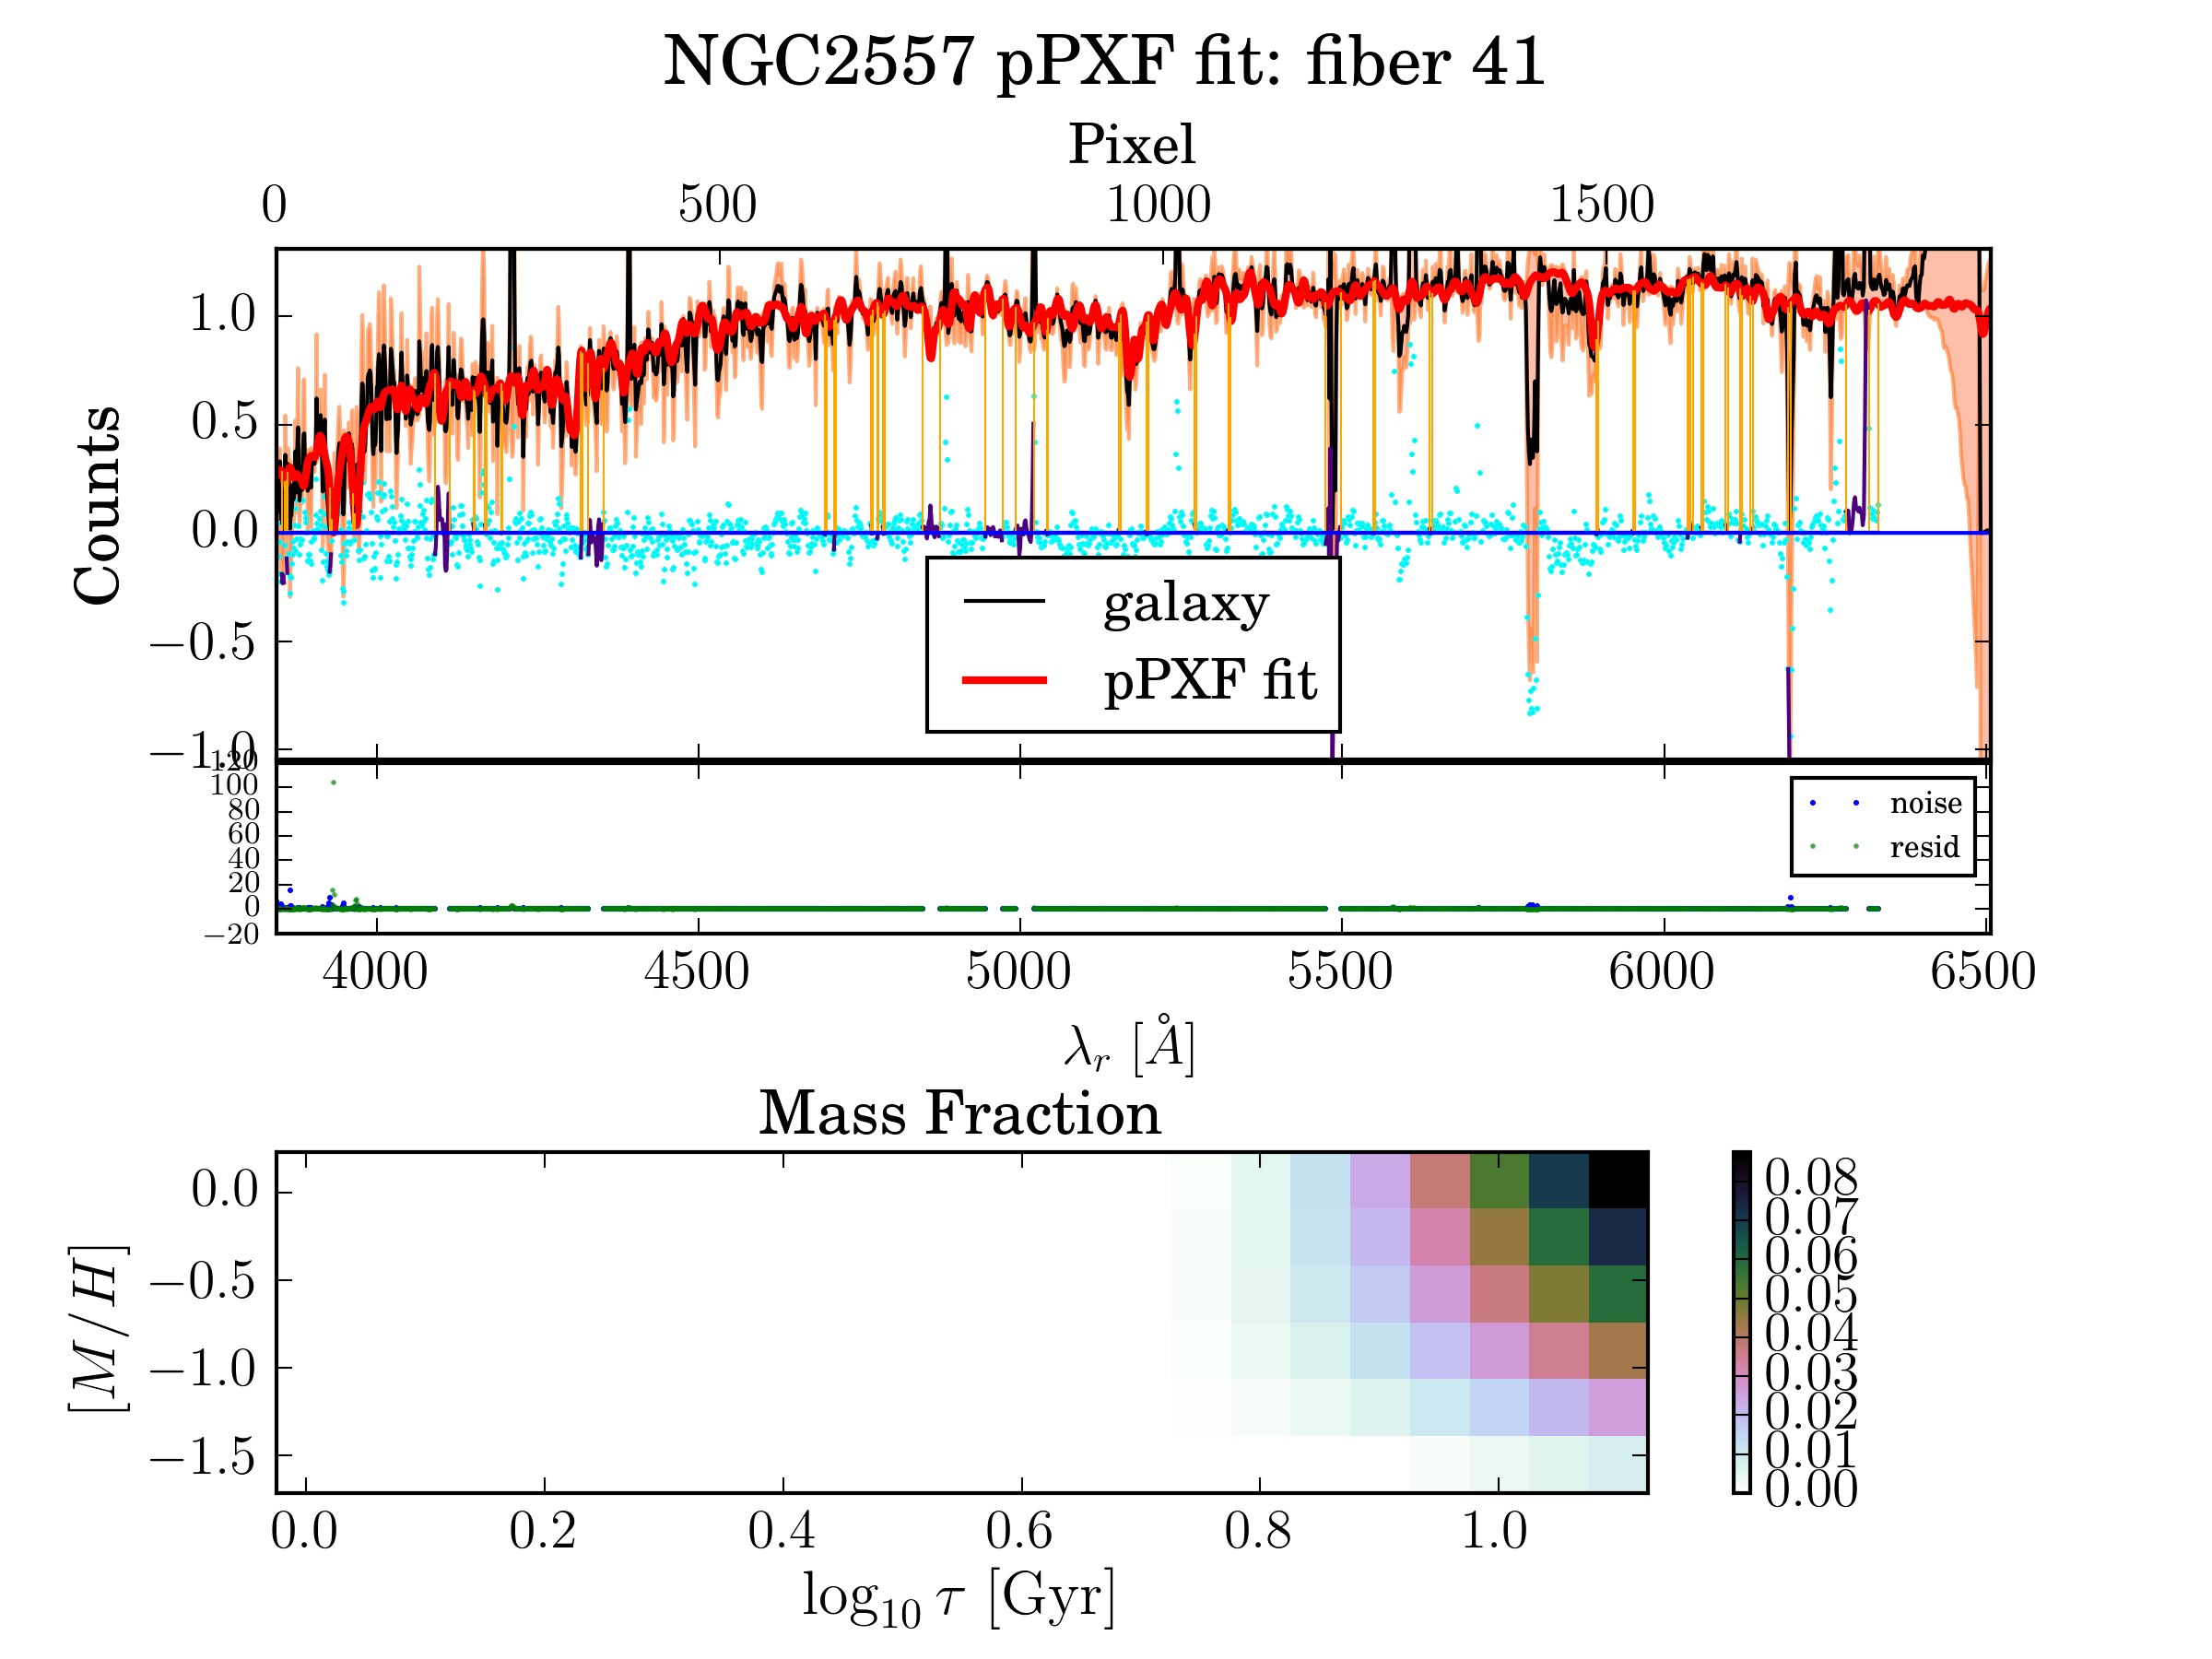 NGC2557 pPXF fit: fiber 41
Pixel
0 500 1000 1500
Counts
1.0
0.5
0.0
−0.5
−1.0
galaxy
pPXF fit
120
100
80
60
40
20
0
−20
noise
resid
4000 4500 5000 5500 6000 6500
λr [Å]
Mass Fraction
[M/H]
0.0
−0.5
−1.0
−1.5
0.0 0.2 0.4 0.6 0.8 1.0
log10 τ [Gyr]
0.08
0.07
0.06
0.05
0.04
0.03
0.02
0.01
0.00